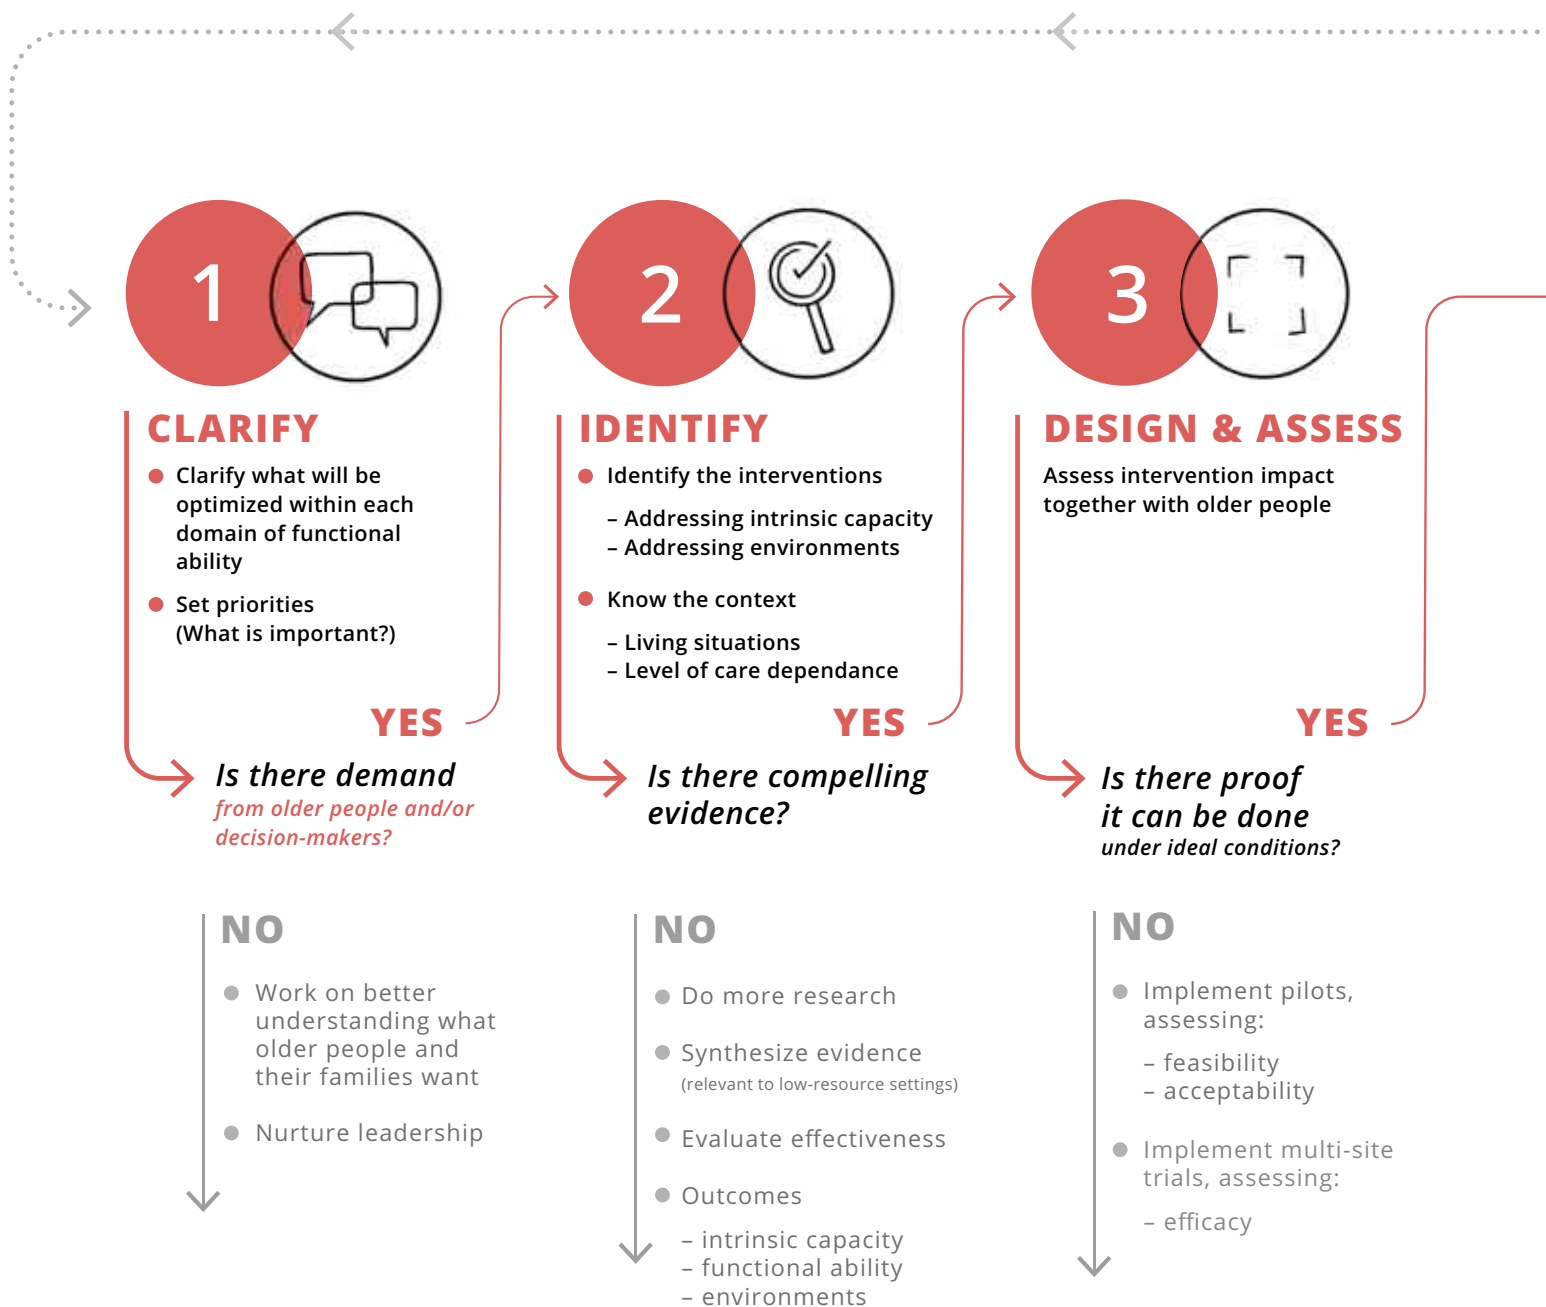 1
CLARIFY
Clarify what will be
optimized within each
domain of functional
ability
Set priorities
(What is important?)
YES
Is there demand
from older people and/or
decision-makers?
NO
Work on better
understanding what
older people and
their families want
Nurture leadership
2
IDENTIFY
Identify the interventions
– Addressing intrinsic capacity
– Addressing environments
Know the context
– Living situations
– Level of care dependance
YES
Is there compelling
evidence?
NO
Do more research
Synthesize evidence
(relevant to low-resource settings)
Evaluate effectiveness
Outcomes
– intrinsic capacity
– functional ability
– environments
3
DESIGN & ASSESS
Assess intervention impact
together with older people
YES
Is there proof
it can be done
under ideal conditions?
NO
Implement pilots,
assessing:
– feasibility
– acceptability
Implement multi-site
trials, assessing:
– efficacy